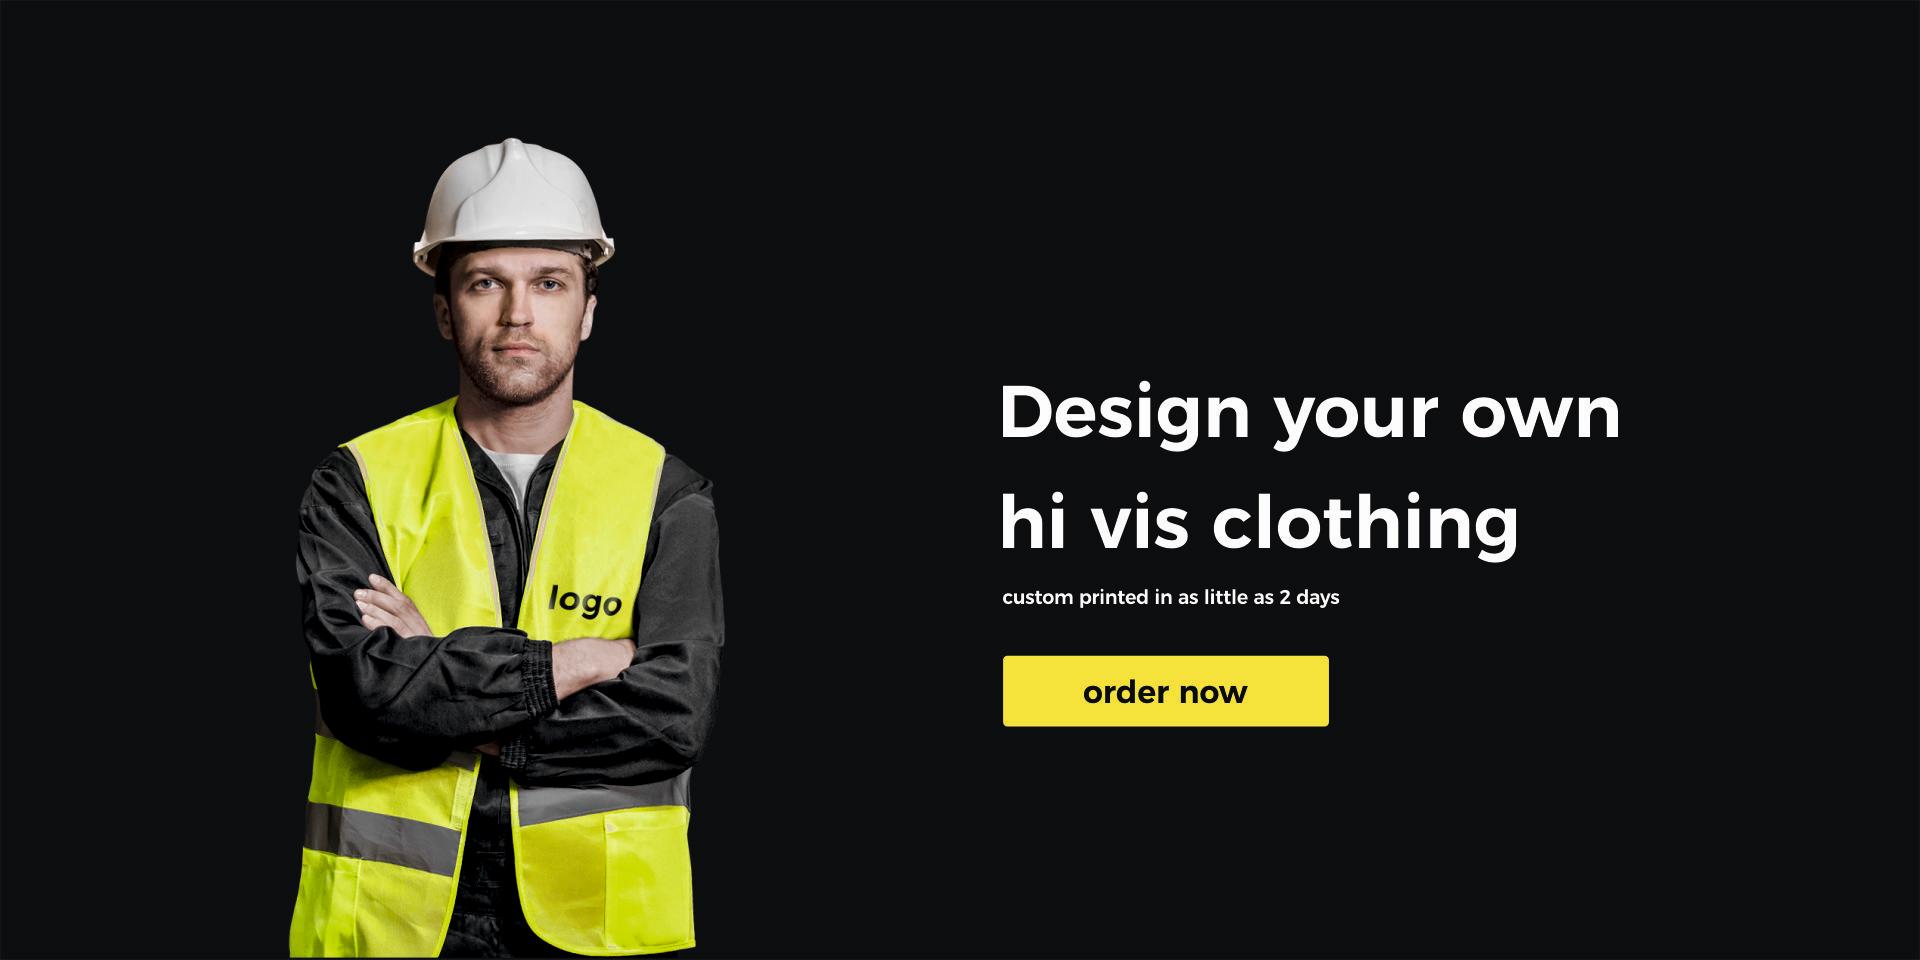 Design your own
hi vis clothing
logo
custom printed in as little as 2 days
order now